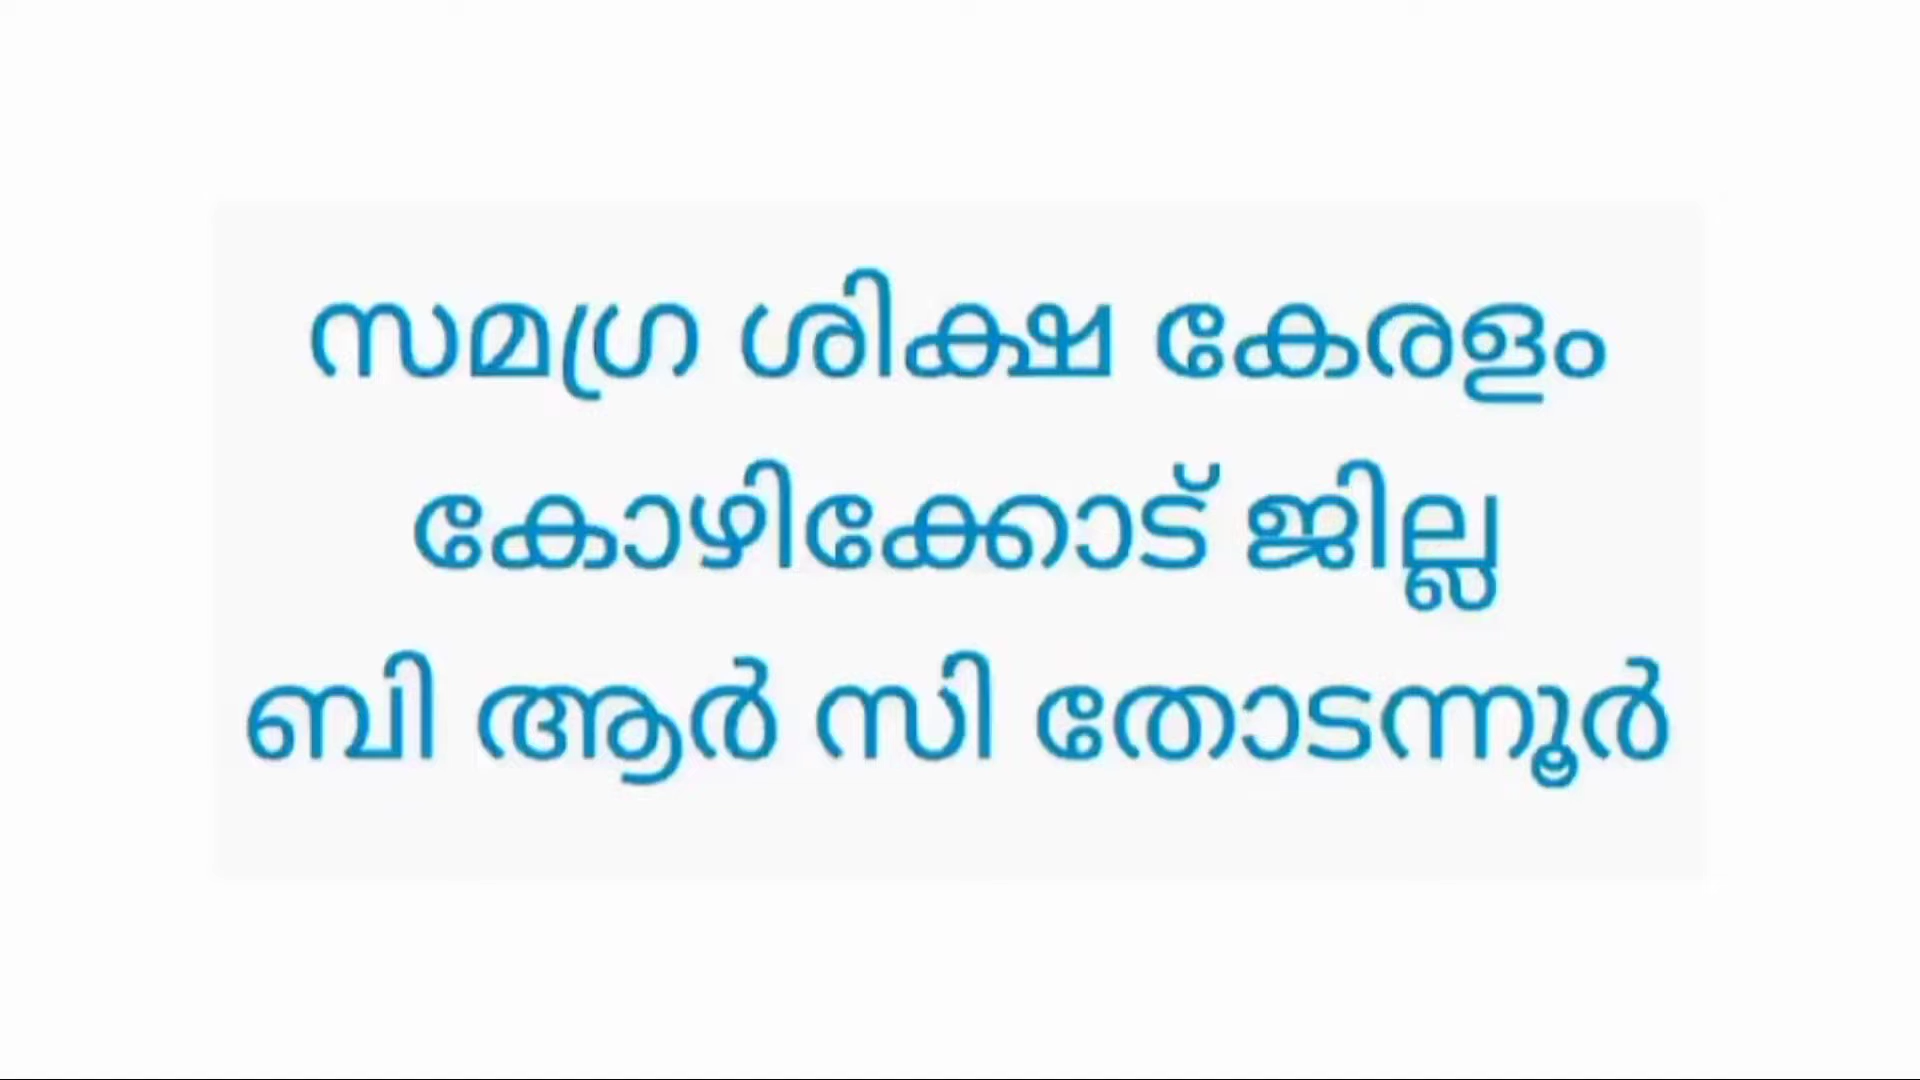 സമഗ്ര ശിക്ഷ കേരളം
കോഴിക്കോട് ജില്ല
ബി ആർ സി തോടന്നൂർ